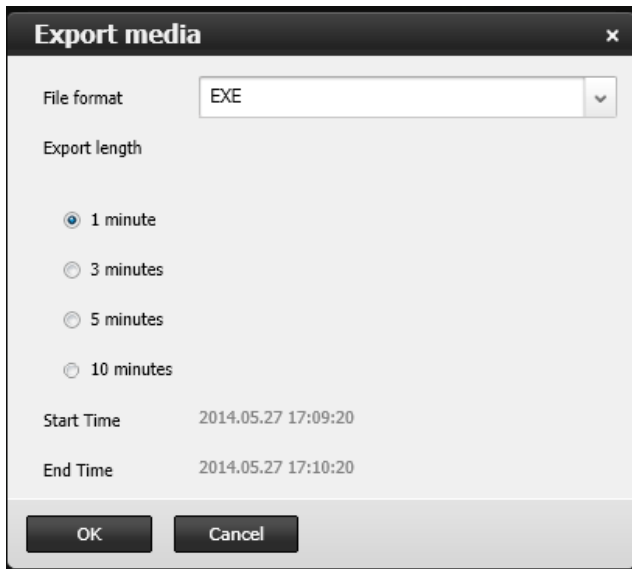 Export media
File format EXE
Export length
1 minute
3 minutes
5 minutes
10 minutes
Start Time 2014.05.27 17:09:20
End Time 2014.05.27 17:10:20
OK Cancel